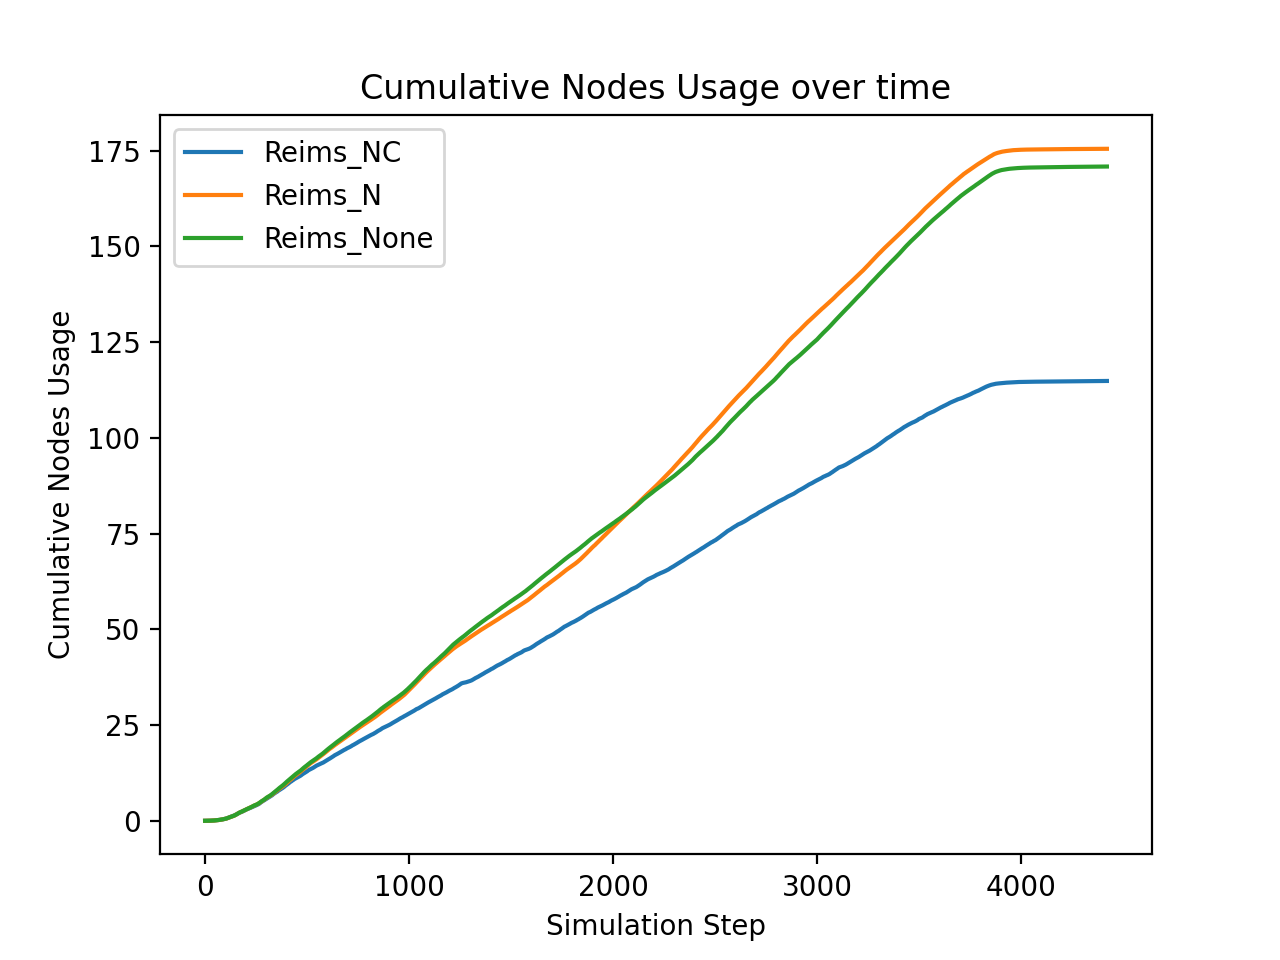 Cumulative Nodes Usage over time
Reims_NC
Reims_N
Reims_None
Cumulative Nodes Usage
175
150
125
100
75
50
25
0
0 1000 2000 3000 4000
Simulation Step